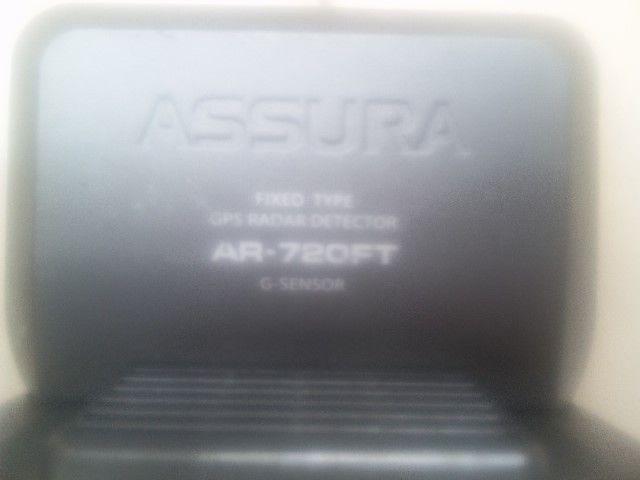 ASSURA
FIXED TYPE
GPS RADAR DETECTOR
AR-720FT
G-SENSOR